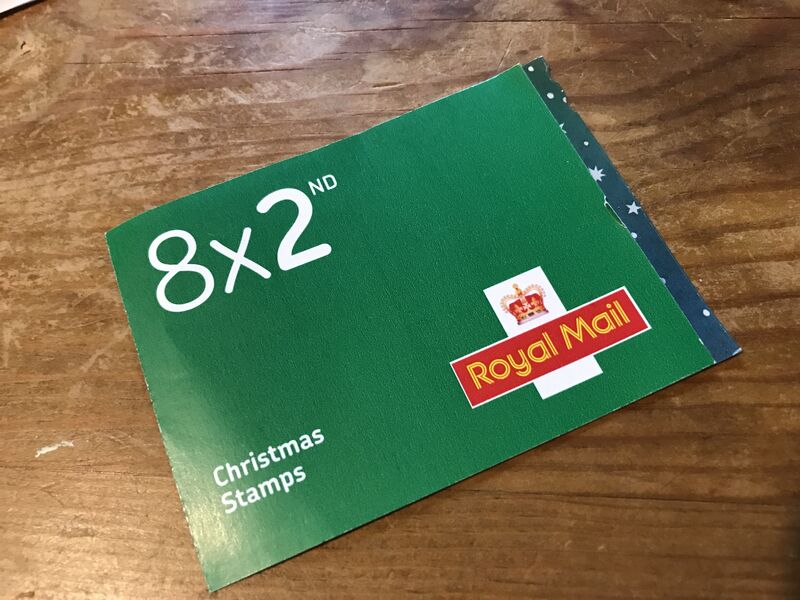 8x2ND
Royal Mail
Christmas
Stamps